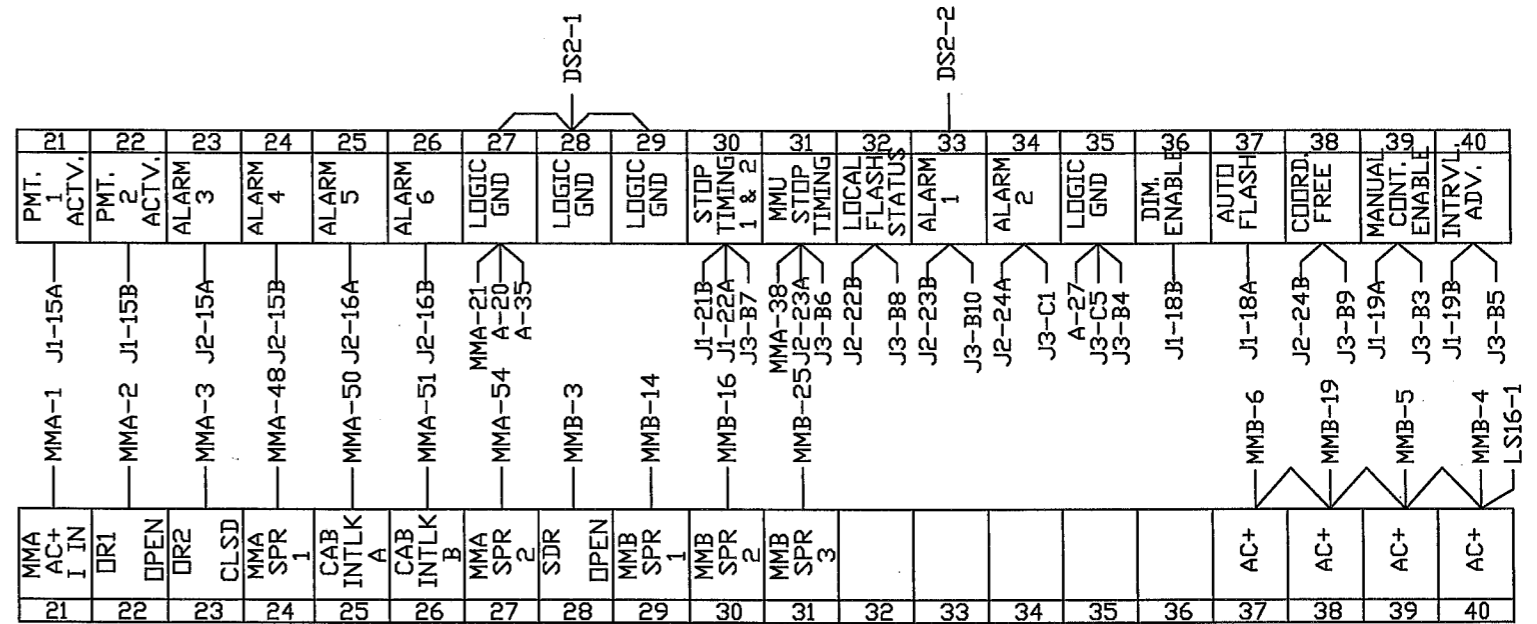 DS2-1
DS2-2
21 22 23 24 25 26 27 28 29 30 31 32 33 34 35 36 37 38 39 40
PMT.
1
ACTV.
PMT.
2
ACTV.
ALARM
3
ALARM
4
ALARM
5
ALARM
6
LOGIC
GND
LOGIC
GND
LOGIC
GND
STOP
TIMING
1 & 2
MMU
STOP
TIMING
LOCAL
FLASH
STATUS
ALARM
1
ALARM
2
LOGIC
GND
DIM.
ENABLE
AUTO
FLASH
COORD.
FREE
MANUAL
CONT.
ENABLE
INTRVL.
ADV.
J1-15A
J1-15B
J2-15A
J2-15B
J2-16A
J2-16B
MMA-21
A-20
A-35
J1-21B
J1-22A
J3-B7
MMA-38
J2-23A
J3-B6
J2-22B
J3-B8
J2-23B
J3-B10
J2-24A
J3-C1
A-27
J3-C5
J3-B4
J1-18B
J1-18A
J2-24B
J3-B9
J1-19A
J3-B3
J1-19B
J3-B5
MMA-1
MMA-2
MMA-3
MMA-48
MMA-50
MMA-51
MMA-54
MMB-3
MMB-14
MMB-16
MMB-25
MMB-6
MMB-19
MMB-5
MMB-4
LS16-1
MMA
AC+
I IN
OR1
OPEN
OR2
CLSD
MMA
SPR
1
CAB
INTLK
A
CAB
INTLK
B
MMA
SPR
2
SDR
OPEN
MMB
SPR
1
MMB
SPR
2
MMB
SPR
3
AC+
AC+
AC+
AC+
21 22 23 24 25 26 27 28 29 30 31 32 33 34 35 36 37 38 39 40